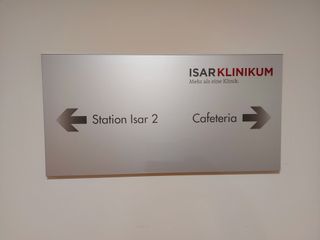 ISARKLINIKUM
Mehr als eine Klinik.
Station Isar 2
Cafeteria